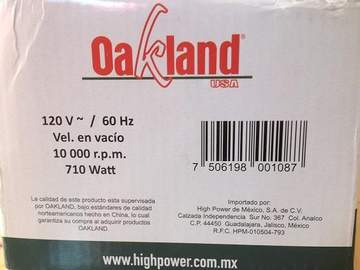 Oakland
USA
120 V ~ / 60 Hz
Vel. en vacío
10 000 r.p.m.
710 Watt
7 506198 001087
La calidad de este producto esta supervisada
por OAKLAND, bajo estándares de calidad
norteamericanos hecho en China, lo cual
garantiza su compra al adquirir productos
OAKLAND.
Importado por:
High Power de México, S.A. de C.V.
Calzada Independencia Sur No. 367 Col. Analco
C.P. 44450 Guadalajara, Jalisco, México
R.F.C. HPM-010504-793
www.highpower.com.mx